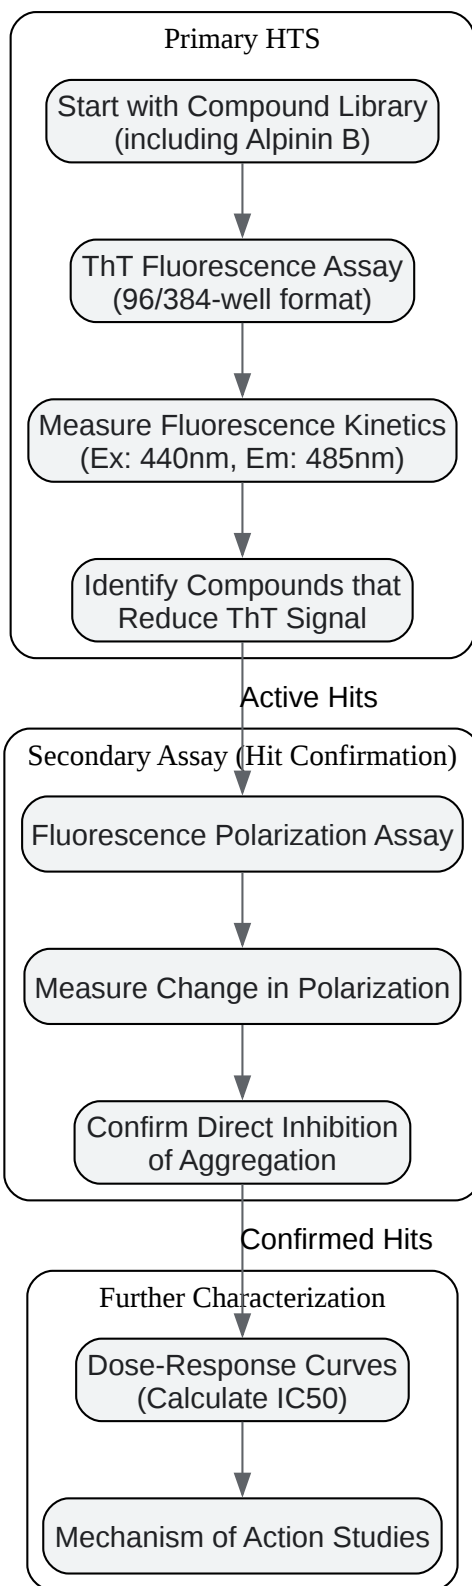 Primary HTS
Start with Compound Library
(including Alpinin B)
ThT Fluorescence Assay
(96/384-well format)
Measure Fluorescence Kinetics
(Ex: 440nm, Em: 485nm)
Identify Compounds that
Reduce ThT Signal
Active Hits
Secondary Assay (Hit Confirmation)
Fluorescence Polarization Assay
Measure Change in Polarization
Confirm Direct Inhibition
of Aggregation
Confirmed Hits
Further Characterization
Dose-Response Curves
(Calculate IC50)
Mechanism of Action Studies